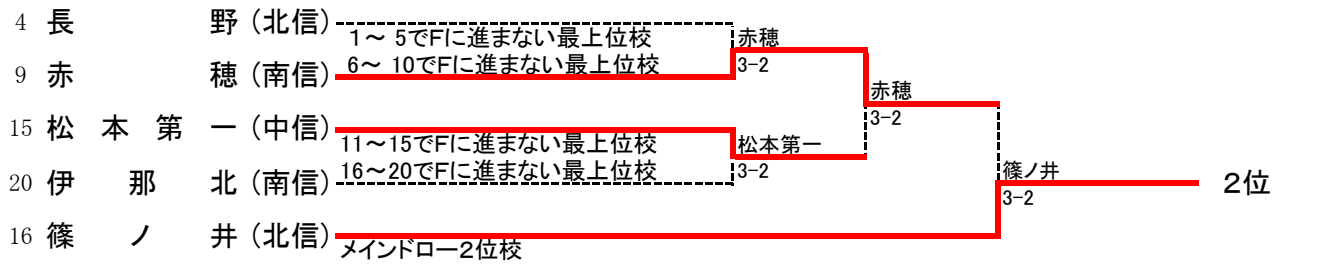 4 長 野 (北信)
1～ 5でFに進まない最上位校
赤穂
6～ 10でFに進まない最上位校
3-2
9 赤 穂 (南信)
赤穂
3-2
15 松 本 第 一 (中信)
11～15でFに進まない最上位校
松本第一
16～20でFに進まない最上位校
3-2
20 伊 那 北 (南信)
篠ノ井
3-2
2位
16 篠 ノ 井 (北信)
メインドロー2位校